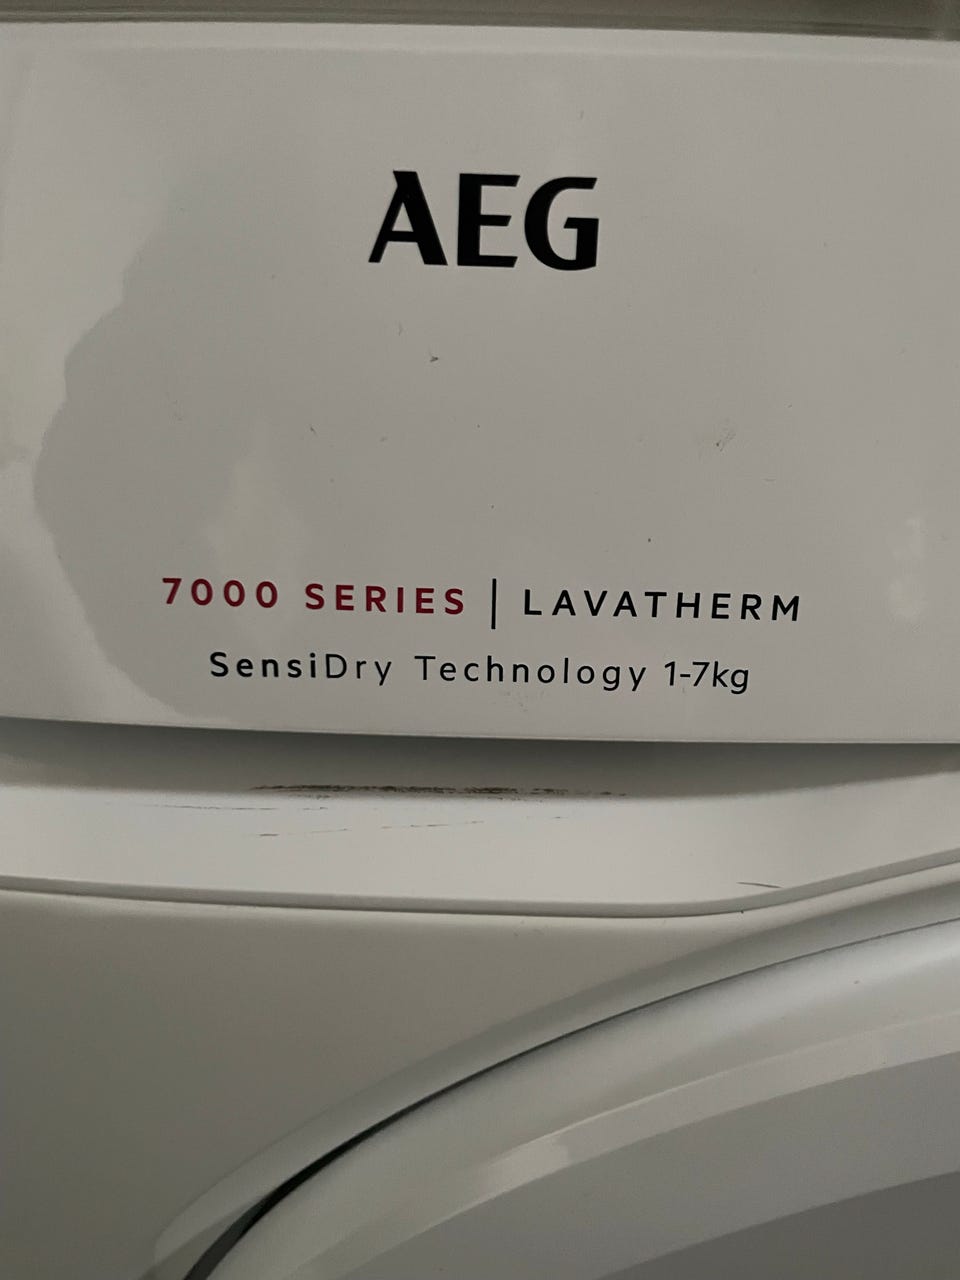 AEG
7000 SERIES | LAVATHERM
SensiDry Technology 1-7kg